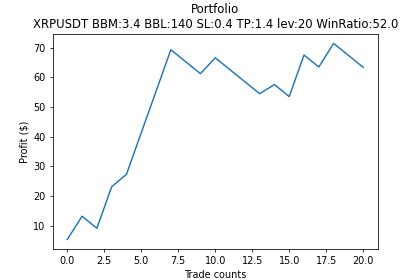 Portfolio
XRPUSDT BBM:3.4 BBL:140 SL:0.4 TP:1.4 lev:20 WinRatio:52.0
70
60
50
40
30
20
10
Profit ($)
0.0 2.5 5.0 7.5 10.0 12.5 15.0 17.5 20.0
Trade counts